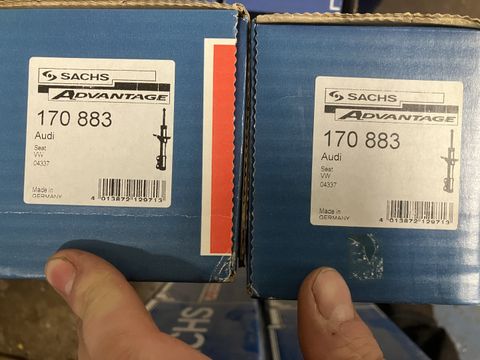 SACHS
ADVANTAGE
170 883
Audi
Seat
VW
04337
Made in
GERMANY
4 013872 129713
SACHS
ADVANTAGE
170 883
Audi
Seat
VW
04337
Made in
GERMANY
4 013872 129713
SACHS